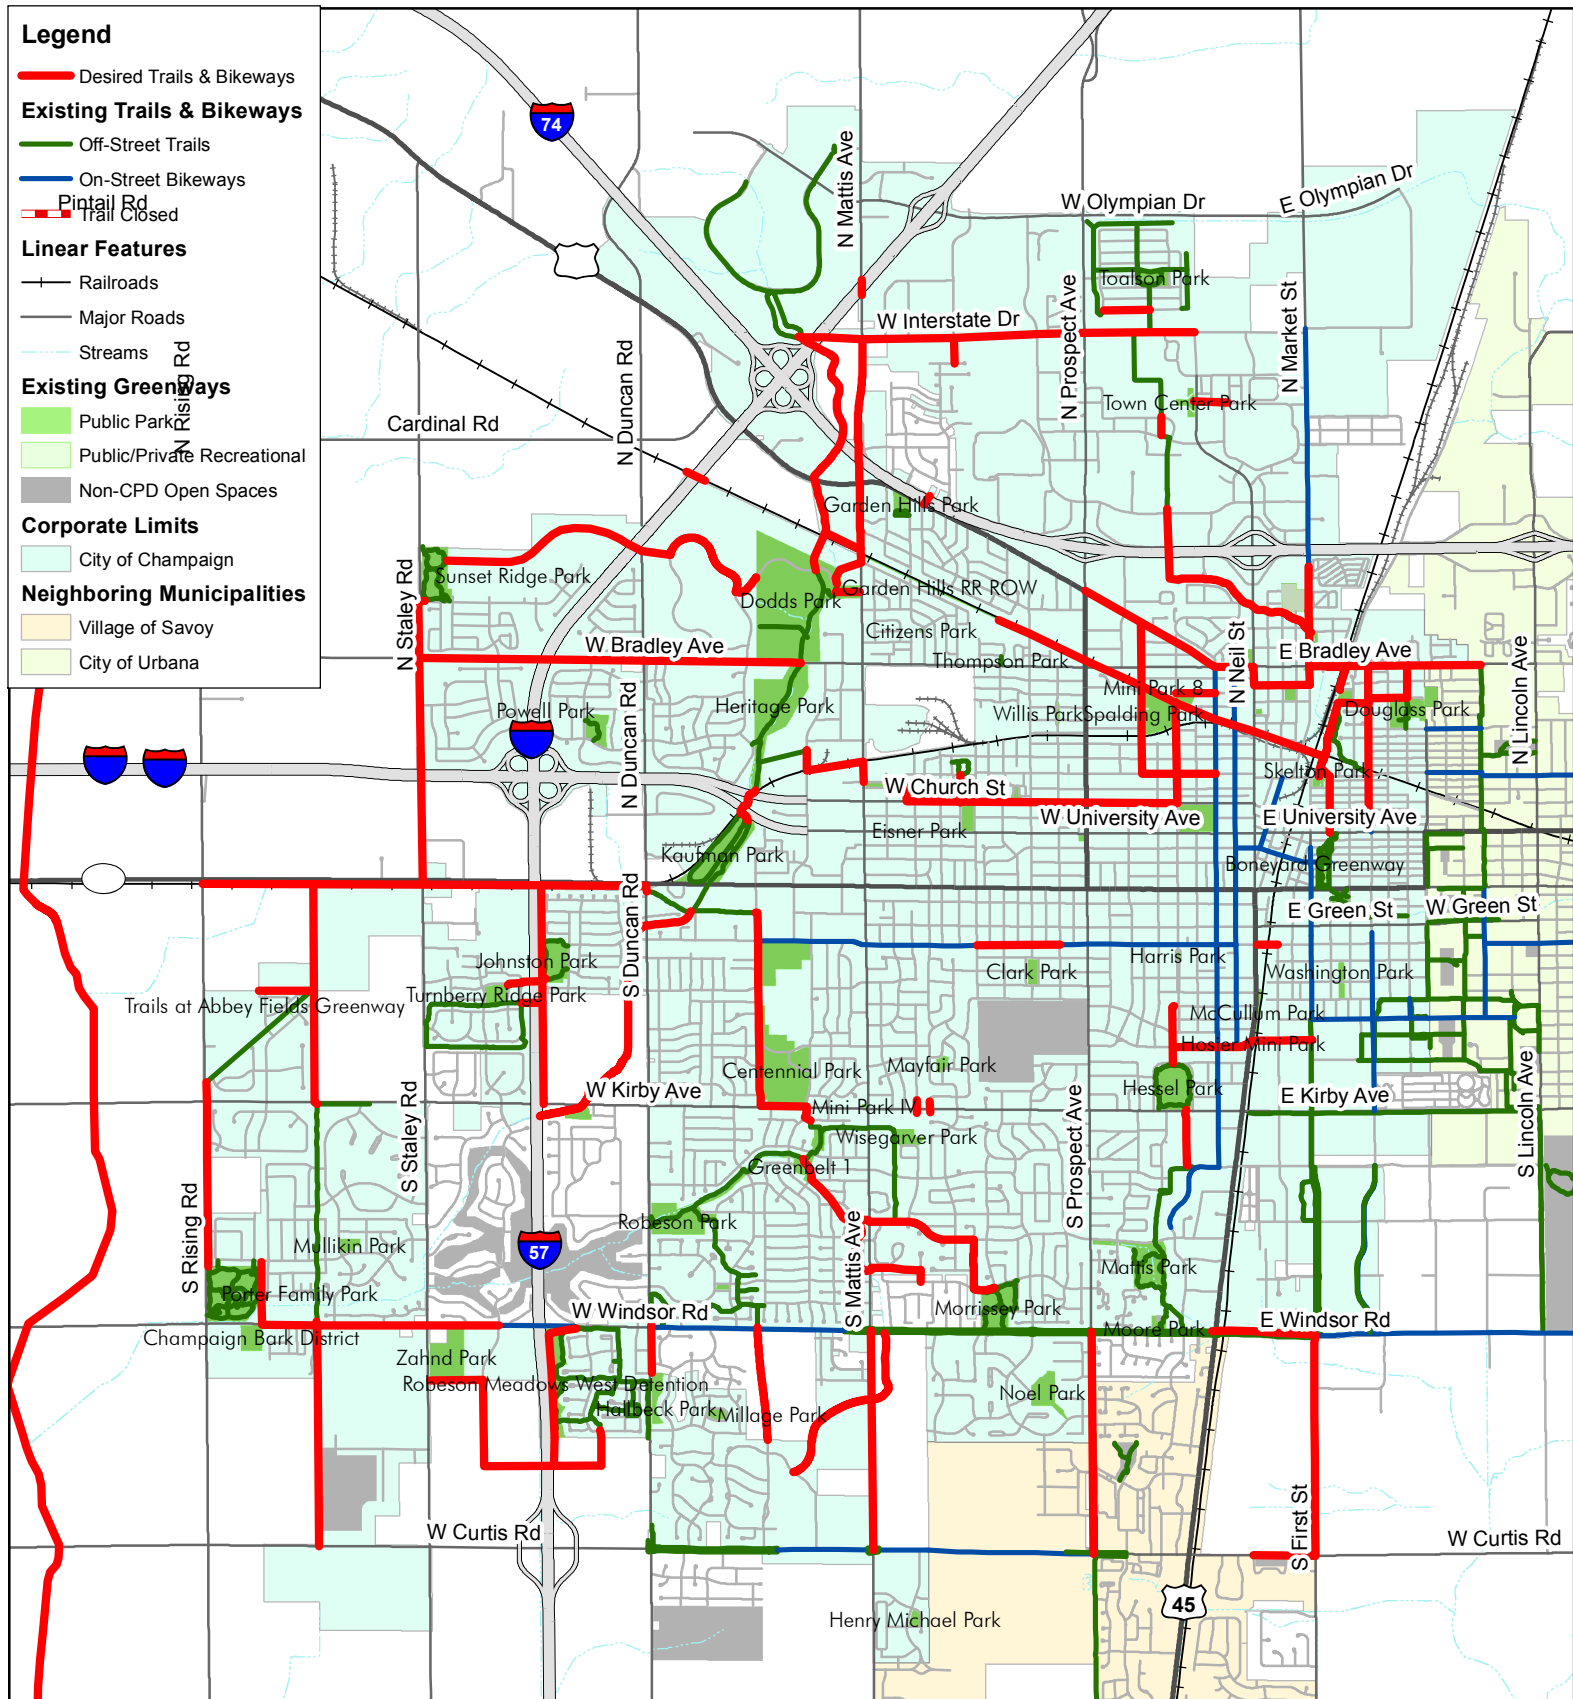 Legend
Desired Trails & Bikeways
Existing Trails & Bikeways
Off-Street Trails
On-Street Bikeways
Pintail Rd
Trail Closed
Linear Features
Railroads
Major Roads
Streams
N Rising Rd
Existing Greenways
Public Park
Public/Private Recreational
Non-CPD Open Spaces
Corporate Limits
City of Champaign
Neighboring Municipalities
Village of Savoy
City of Urbana
74
N Mattis Ave
W Olympian Dr
E Olympian Dr
Toalson Park
N Prospect Ave
N Market St
W Interstate Dr
N Duncan Rd
Cardinal Rd
Town Center Park
Garden Hills Park
N Staley Rd
Sunset Ridge Park
Dodds Park
Garden Hills RR ROW
Citizens Park
W Bradley Ave
Thompson Park
N Neil St
E Bradley Ave
N Lincoln Ave
Mini Park 8
Powell Park
N Duncan Rd
Heritage Park
Willis Park
Spalding Park
Douglass Park
Skelton Park
W Church St
W University Ave
E University Ave
Eisner Park
Kaufman Park
Boneyard Greenway
S Duncan Rd
E Green St
W Green St
Johnston Park
Harris Park
Clark Park
Washington Park
Turnberry Ridge Park
Trails at Abbey Fields Greenway
McCullum Park
Hosier Mini Park
Centennial Park
Mayfair Park
Hessel Park
W Kirby Ave
E Kirby Ave
Mini Park IV
S Staley Rd
S Prospect Ave
S Lincoln Ave
Wisegarver Park
Greenbelt 1
S Rising Rd
Robeson Park
Mullikin Park
57
S Mattis Ave
Mattis Park
Porter Family Park
W Windsor Rd
Morrissey Park
Moore Park
E Windsor Rd
Champaign Bark District
Zahnd Park
Robeson Meadows West Detention
Hallbeck Park
Millage Park
Noel Park
W Curtis Rd
S First St
W Curtis Rd
45
Henry Michael Park